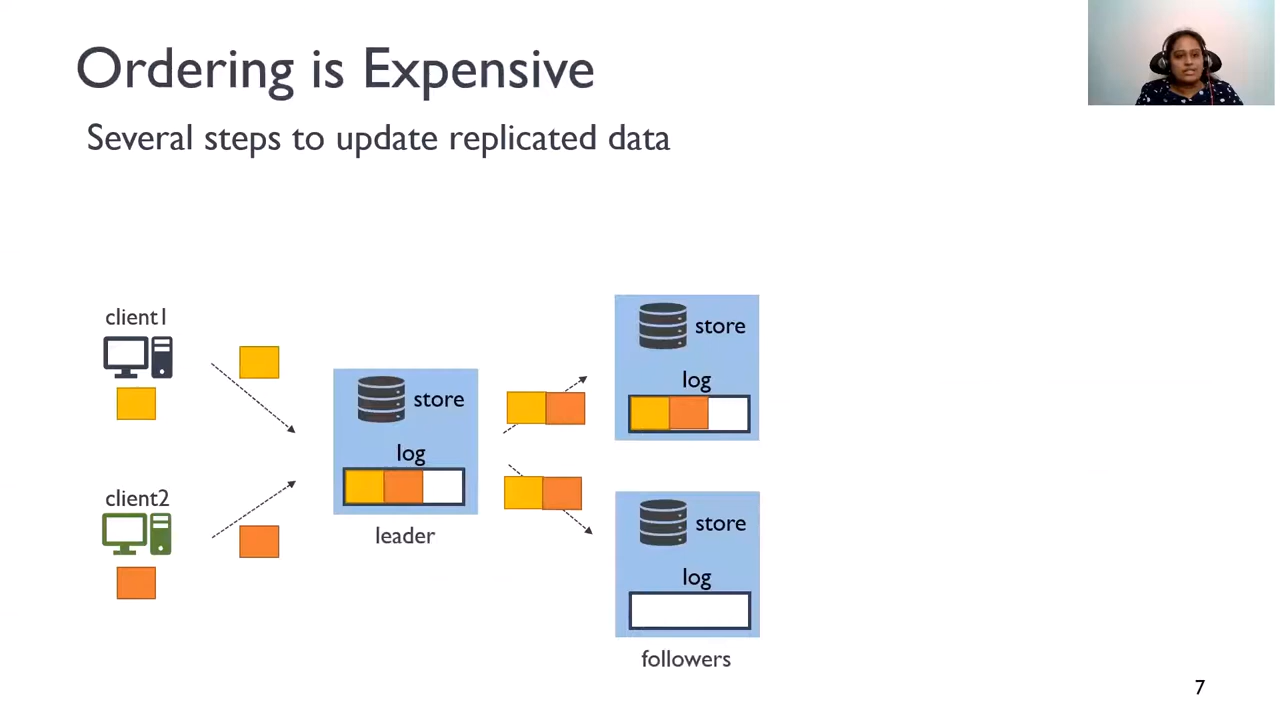 Ordering is Expensive
Several steps to update replicated data
client1
client2
store
log
leader
store
log
store
log
followers
7